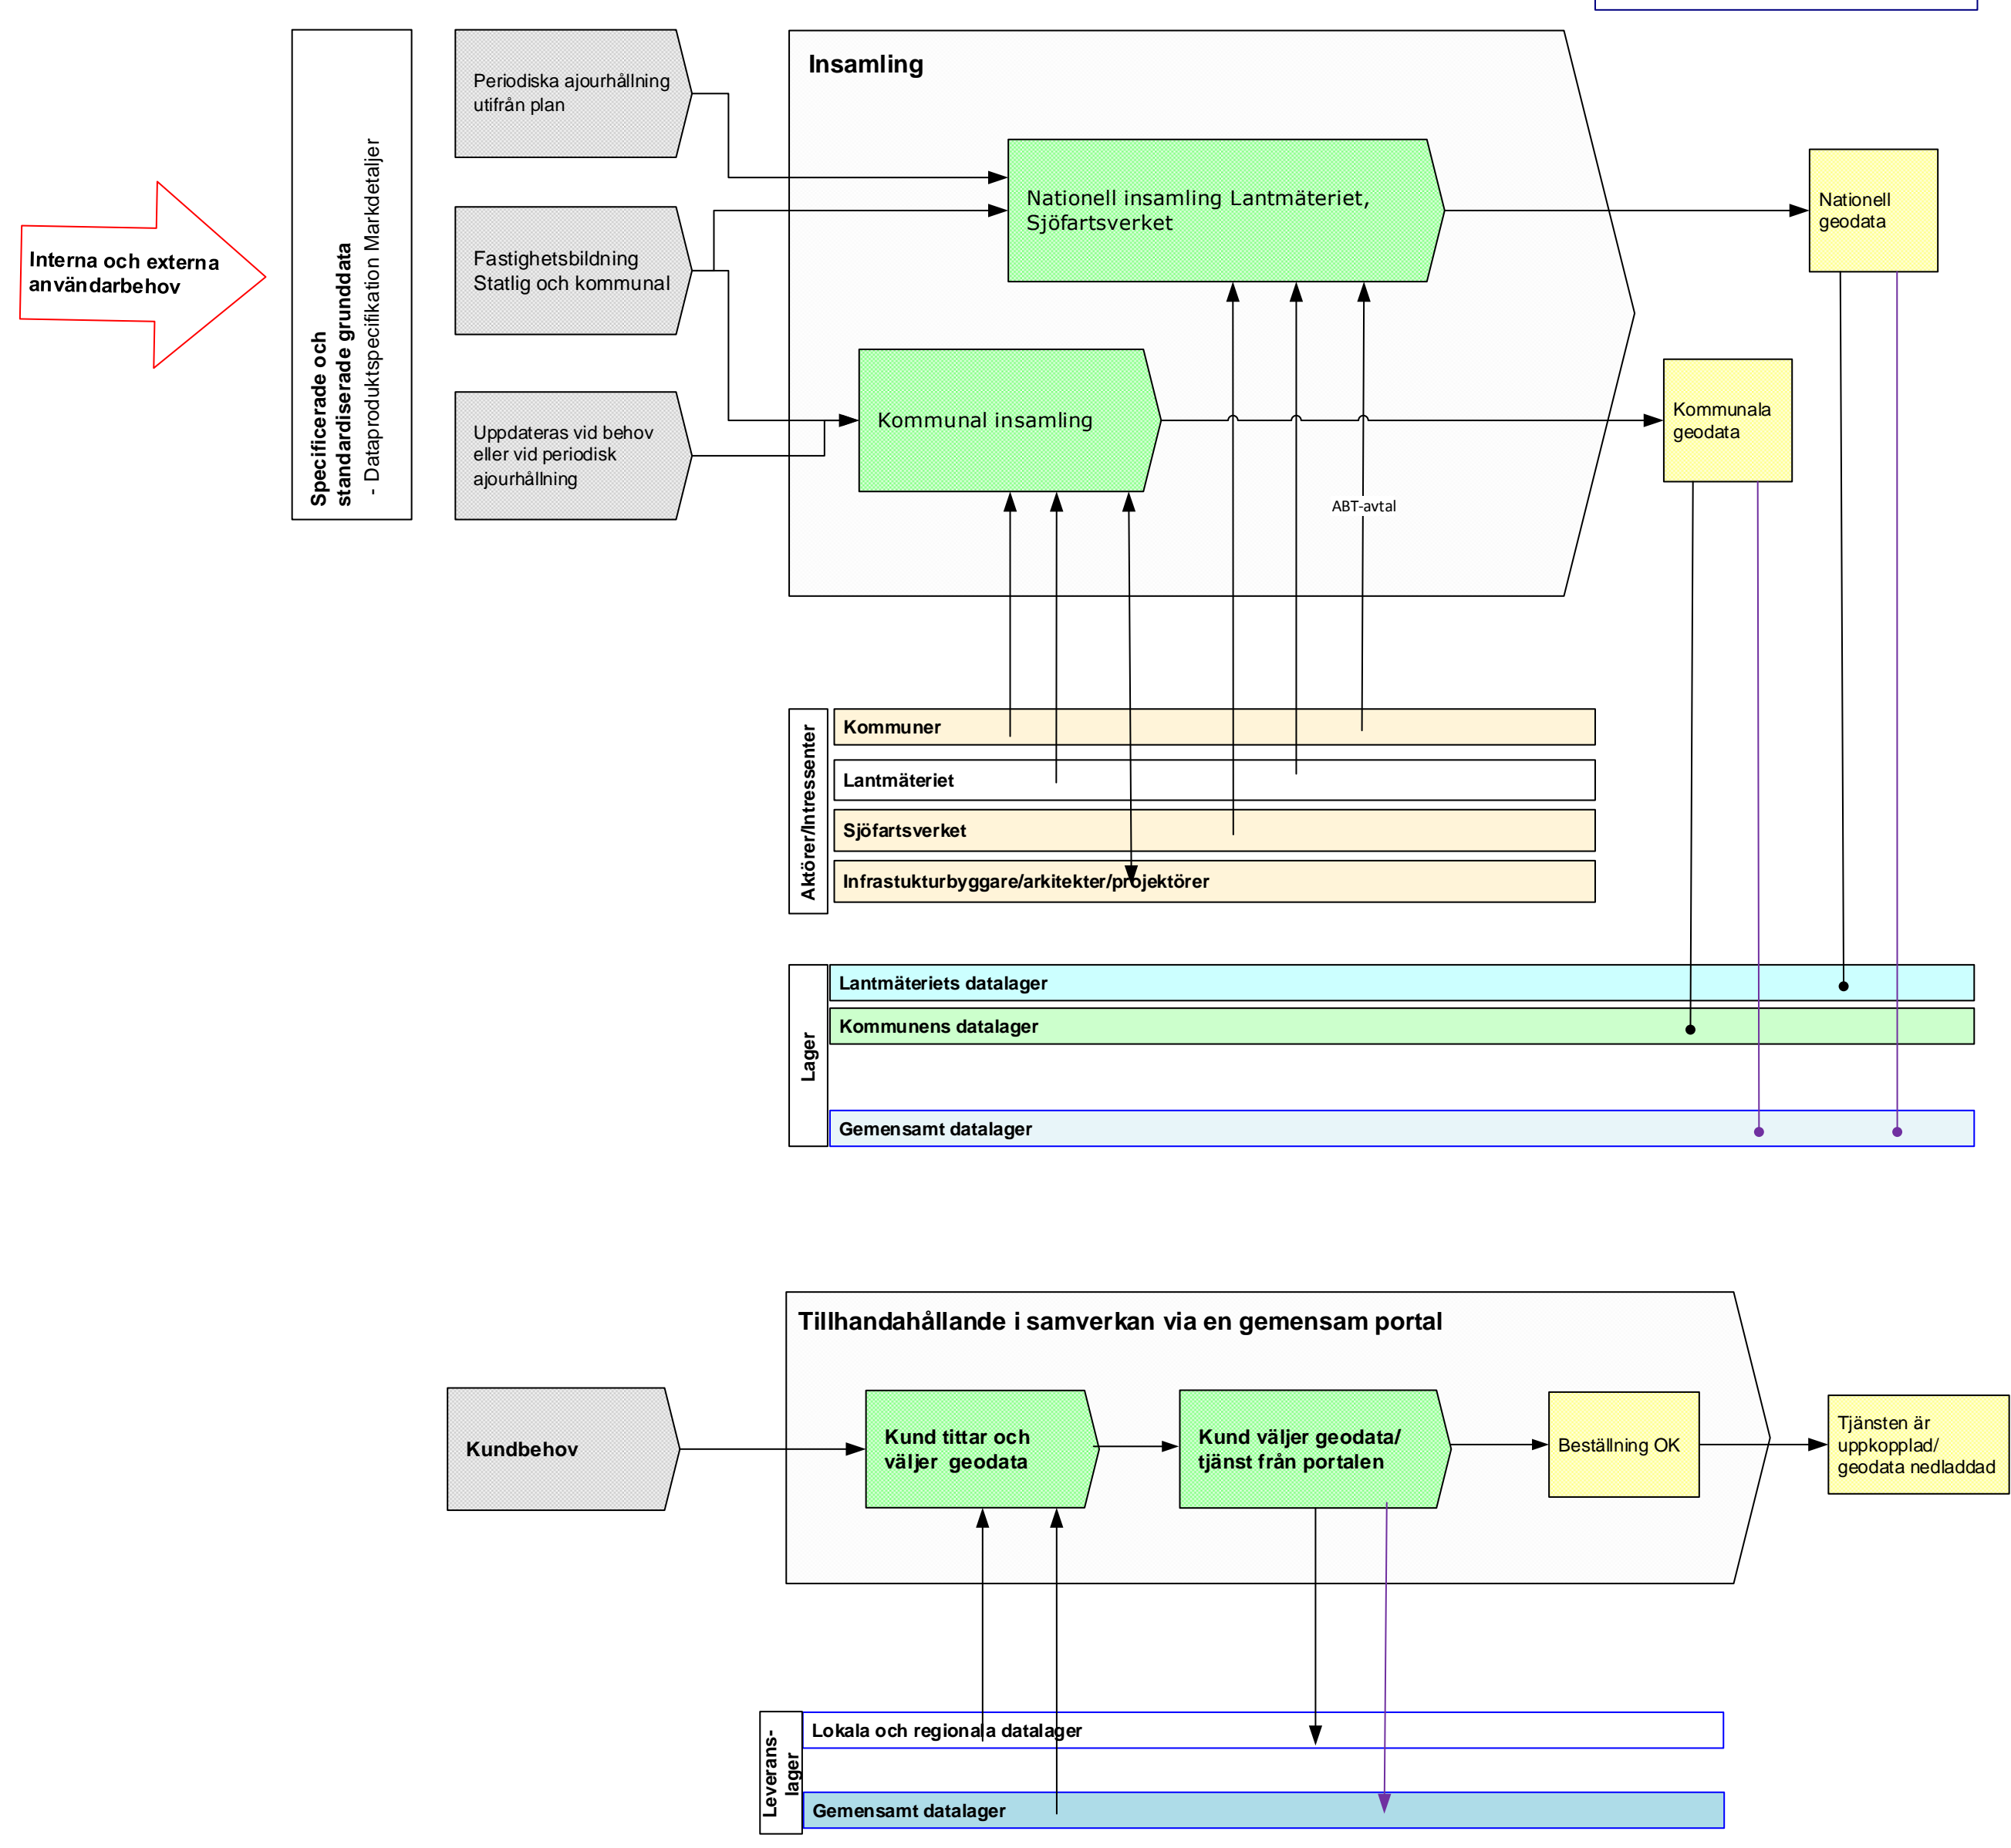 Interna och externa
användarbehov
Specificerade och
standardiserade grunddata
- Dataproduktspecifikation Markdetaljer
Periodiska ajourhållning
utifrån plan
Fastighetsbildning
Statlig och kommunal
Uppdateras vid behov
eller vid periodisk
ajourhållning
Insamling
Nationell insamling Lantmäteriet,
Sjöfartsverket
Kommunal insamling
ABT-avtal
Nationell
geodata
Kommunala
geodata
Aktörer/Intressenter
Kommuner
Lantmäteriet
Sjöfartsverket
Infrastukturbyggare/arkitekter/projektörer
Lager
Lantmäteriets datalager
Kommunens datalager
Gemensamt datalager
Tillhandahållande i samverkan via en gemensam portal
Kundbehov
Kund tittar och
väljer  geodata
Kund väljer geodata/
tjänst från portalen
Beställning OK
Tjänsten är
uppkopplad/
geodata nedladdad
Leverans-
lager
Lokala och regionala datalager
Gemensamt datalager